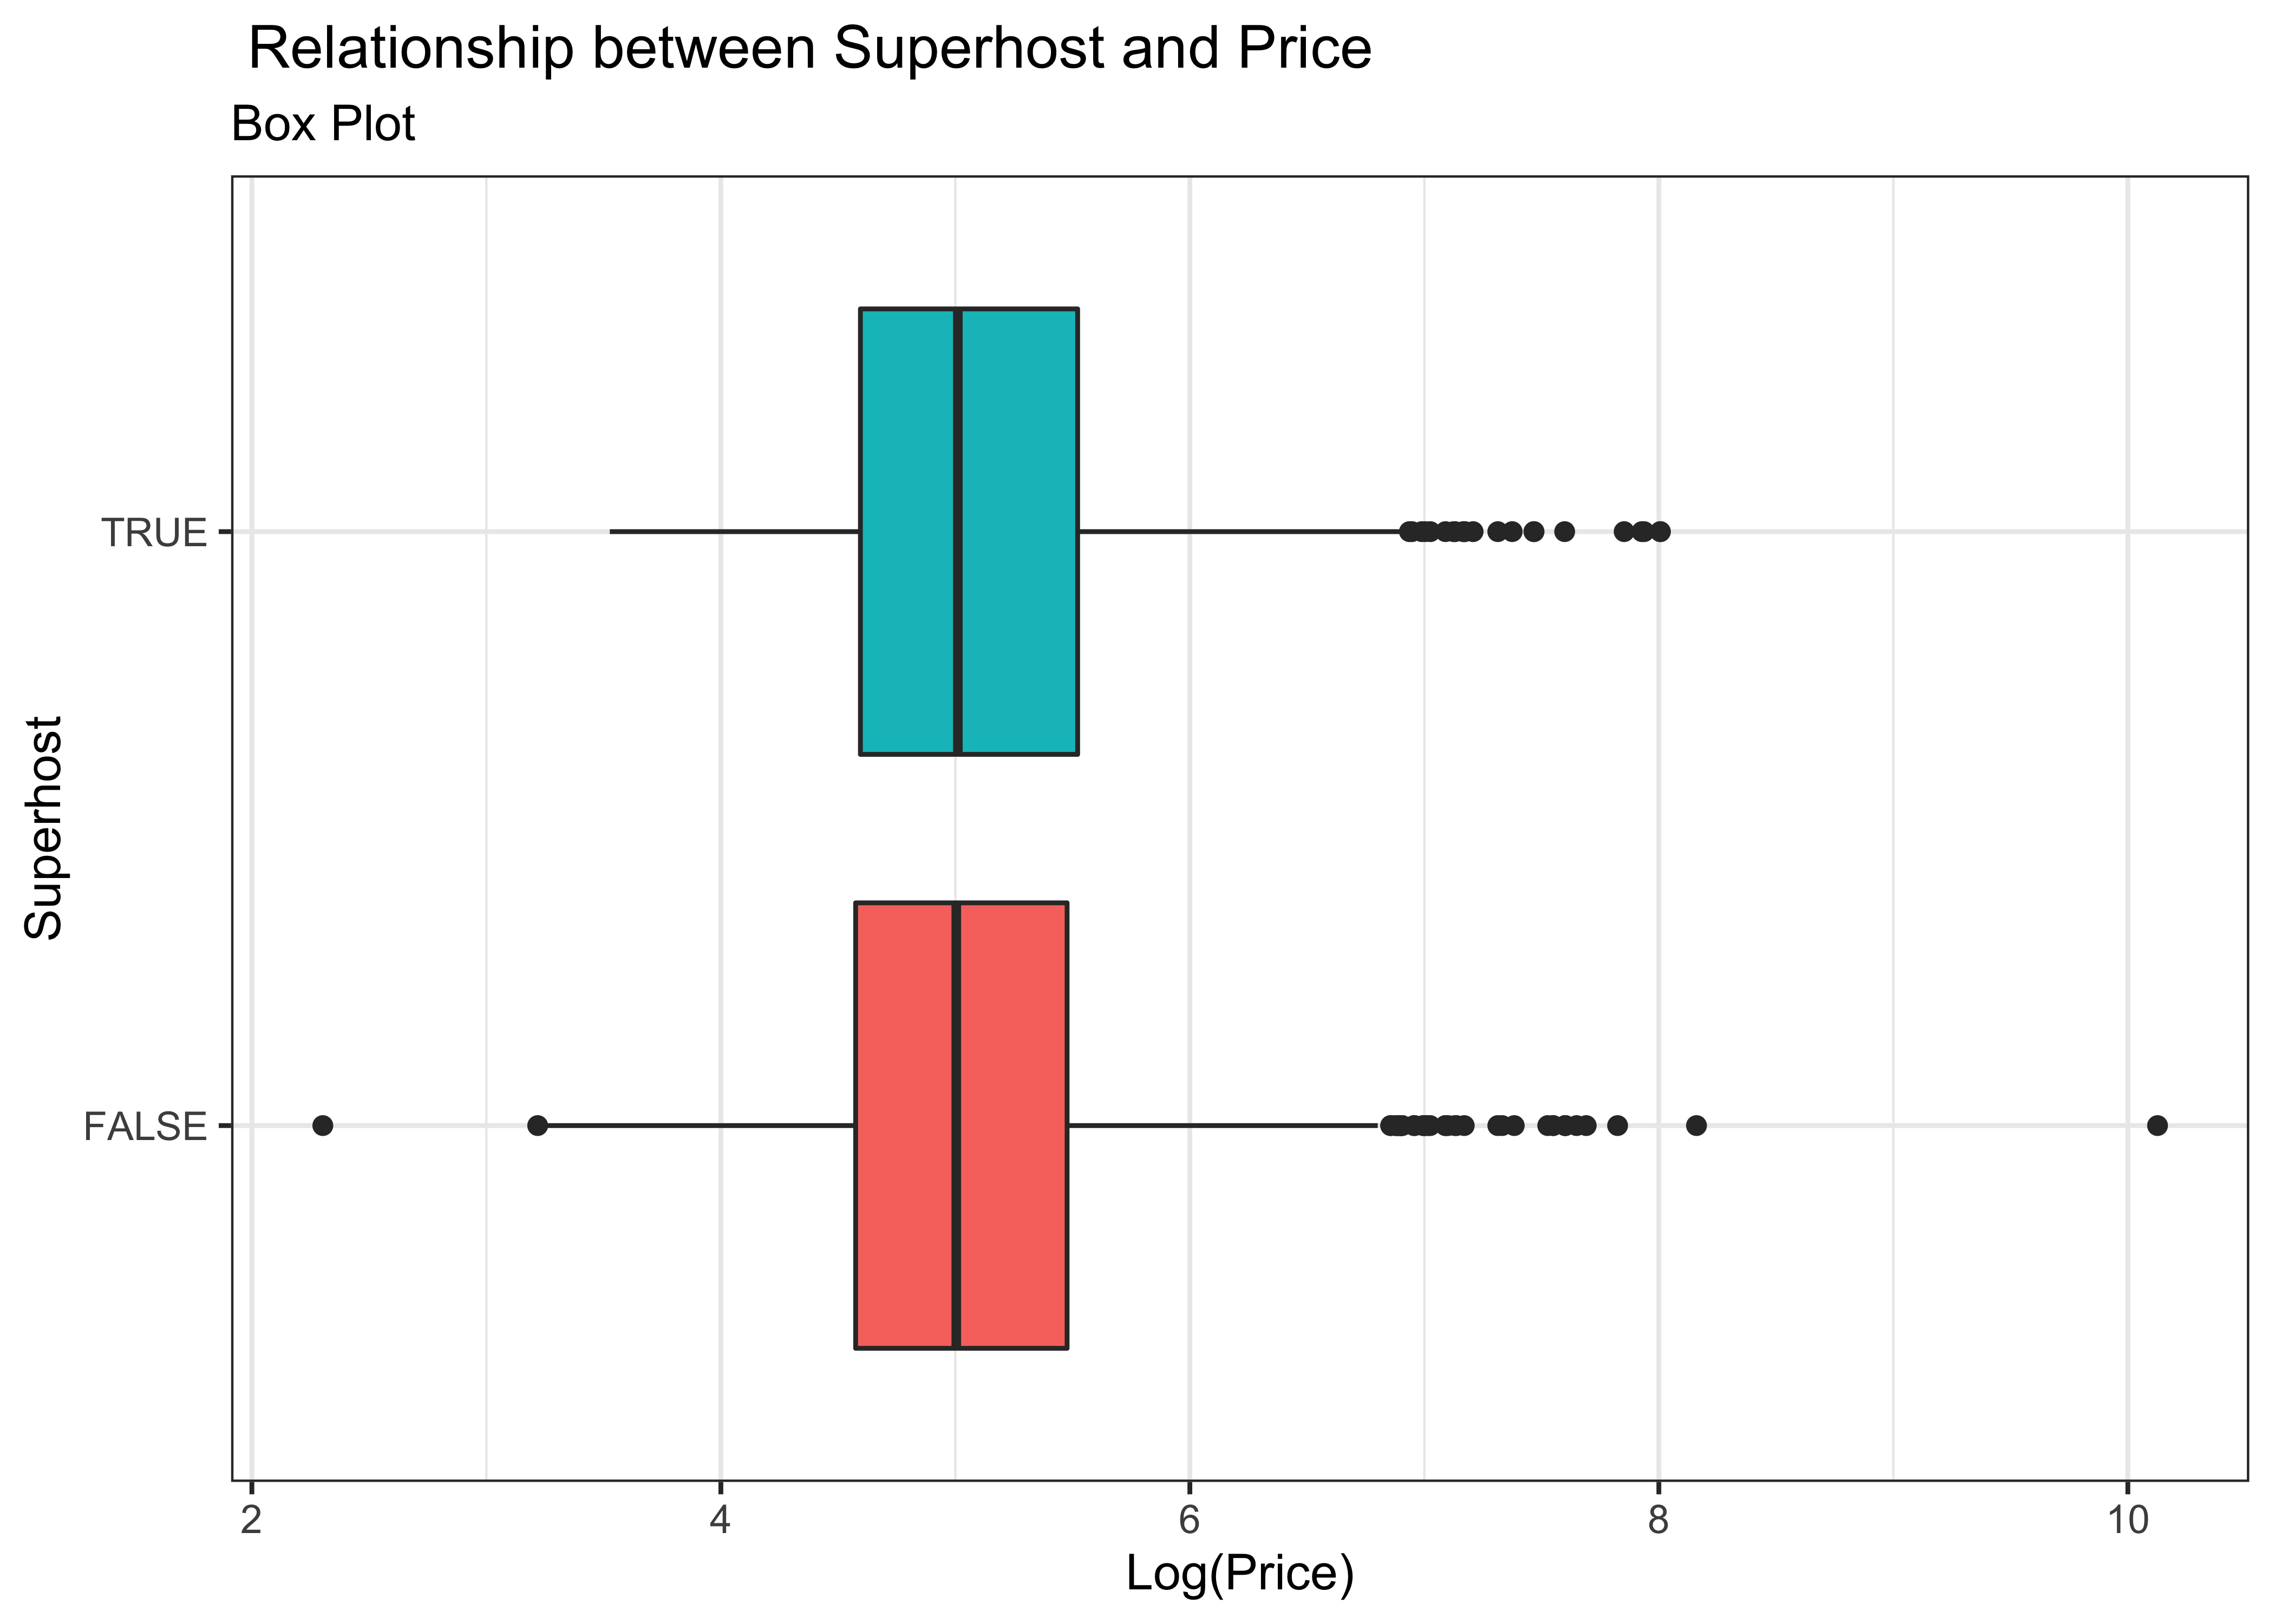 Relationship between Superhost and Price
Box Plot
Superhost
TRUE
FALSE
2 4 6 8 10
Log(Price)